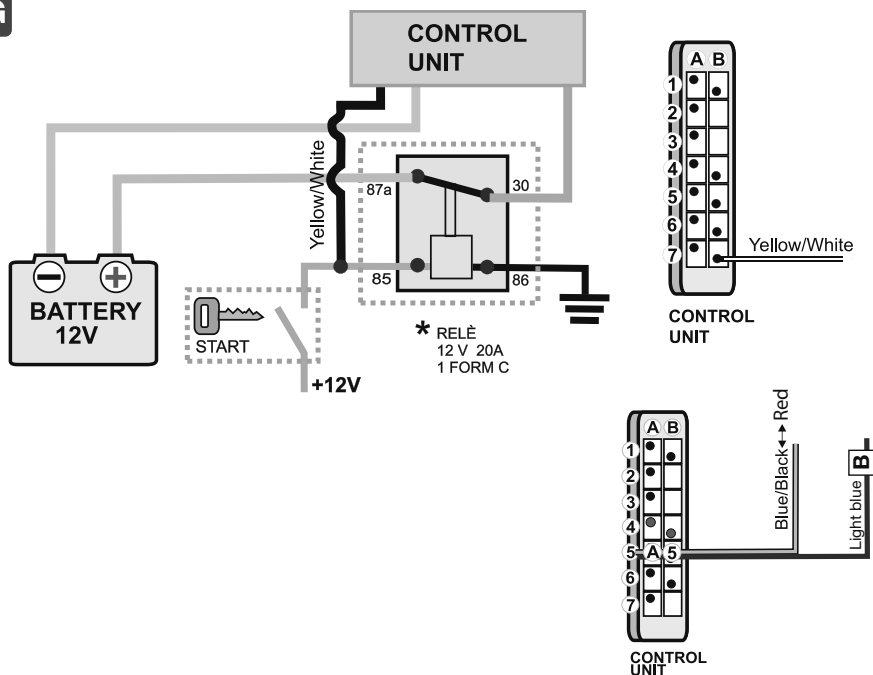 CONTROL
UNIT
Yellow/White
87a
30
85
86
BATTERY
12V
START
+12V
* RELÈ
12 V 20A
1 FORM C
A B
1
2
3
4
5
6
7
Yellow/White
CONTROL
UNIT
A B
1
2
3
4
5 A 5
6
7
Blue/Black↔Red
Light blue
B
CONTROL
UNIT